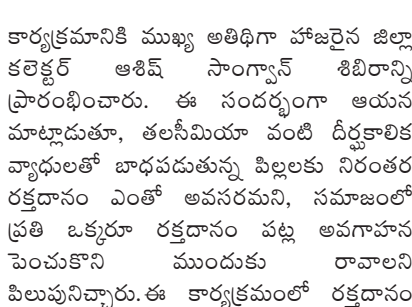 కార్యక్రమానికి ముఖ్య అతిథిగా హాజరైన జిల్లా
కలెక్టర్ ఆశిష్ సాంగ్వాన్ శిబిరాన్ని
ప్రారంభించారు. ఈ సందర్భంగా ఆయన
మాట్లాడుతూ, తలసీమియా వంటి దీర్ఘకాలిక
వ్యాధులతో బాధపడుతున్న పిల్లలకు నిరంతర
రక్తదానం ఎంతో అవసరమని, సమాజంలో
ప్రతి ఒక్కరూ రక్తదానం పట్ల అవగాహన
పెంచుకొని ముందుకు రావాలని
పిలుపునిచ్చారు.ఈ కార్యక్రమంలో రక్తదానం